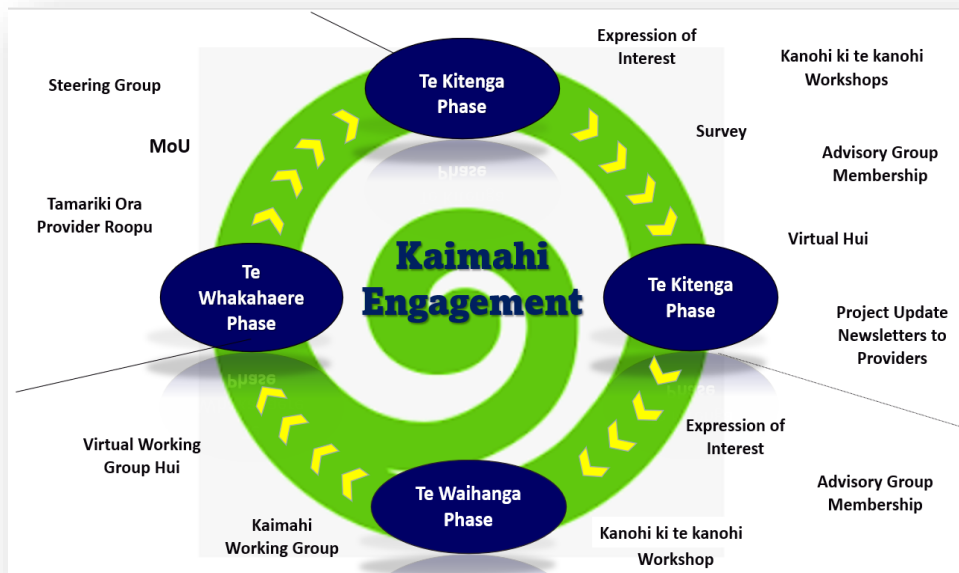 Te Kitenga
Phase
Expression of
Interest
Kanohi ki te kanohi
Workshops
Steering Group
Survey
MoU
Advisory Group
Membership
Tamariki Ora
Provider Roopu
Virtual Hui
Kaimahi
Engagement
Te
Whakahaere
Phase
Te Kitenga
Phase
Project Update
Newsletters to
Providers
Expression of
Interest
Virtual Working
Group Hui
Advisory Group
Membership
Te Waihanga
Phase
Kaimahi
Working Group
Kanohi ki te kanohi
Workshop